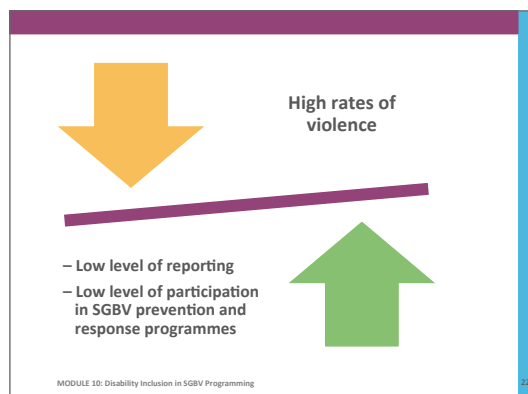 High rates of
violence
– Low level of reporting
– Low level of participation
in SGBV prevention and
response programmes
MODULE 10: Disability Inclusion in SGBV Programming
22